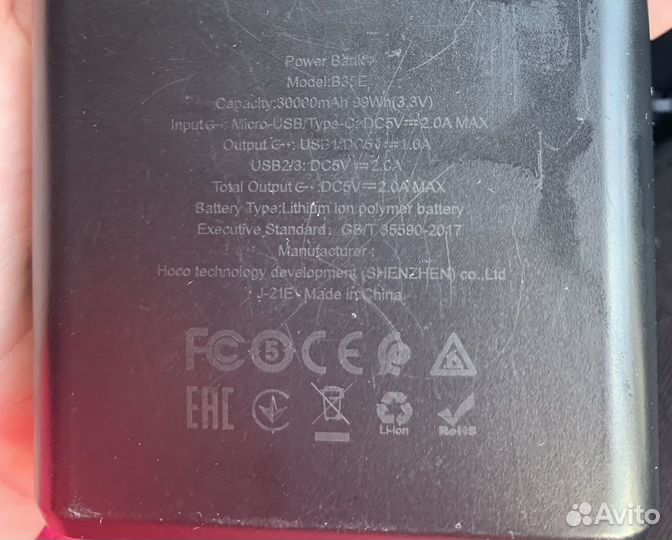 Power Bank
Model:B35E
Capacity:30000mAh 99Wh(3.3V)
Input: Micro-USB/Type-C:DC5V⎓2.0A MAX
Output: USB1:DC5V⎓1.0A
USB2/3: DC5V⎓2.0A
Total Output: DC5V⎓2.0A MAX
Battery Type:Lithium ion polymer battery
Executive Standard: GB/T 35590-2017
Manufacturer :
Hoco technology development (SHENZHEN) co.,Ltd
J-21E Made in China
FC 5 CE
EAC
Li-ion RoHS
Avito